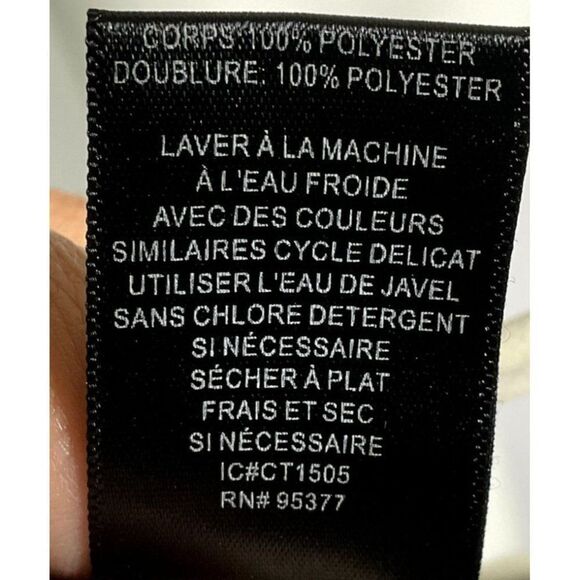 CORPS: 100% POLYESTER
DOUBLURE: 100% POLYESTER
LAVER À LA MACHINE
À L'EAU FROIDE
AVEC DES COULEURS
SIMILAIRES CYCLE DELICAT
UTILISER L'EAU DE JAVEL
SANS CHLORE DETERGENT
SI NÉCESSAIRE
SÉCHER À PLAT
FRAIS ET SEC
SI NÉCESSAIRE
IC#CT1505
RN# 95377